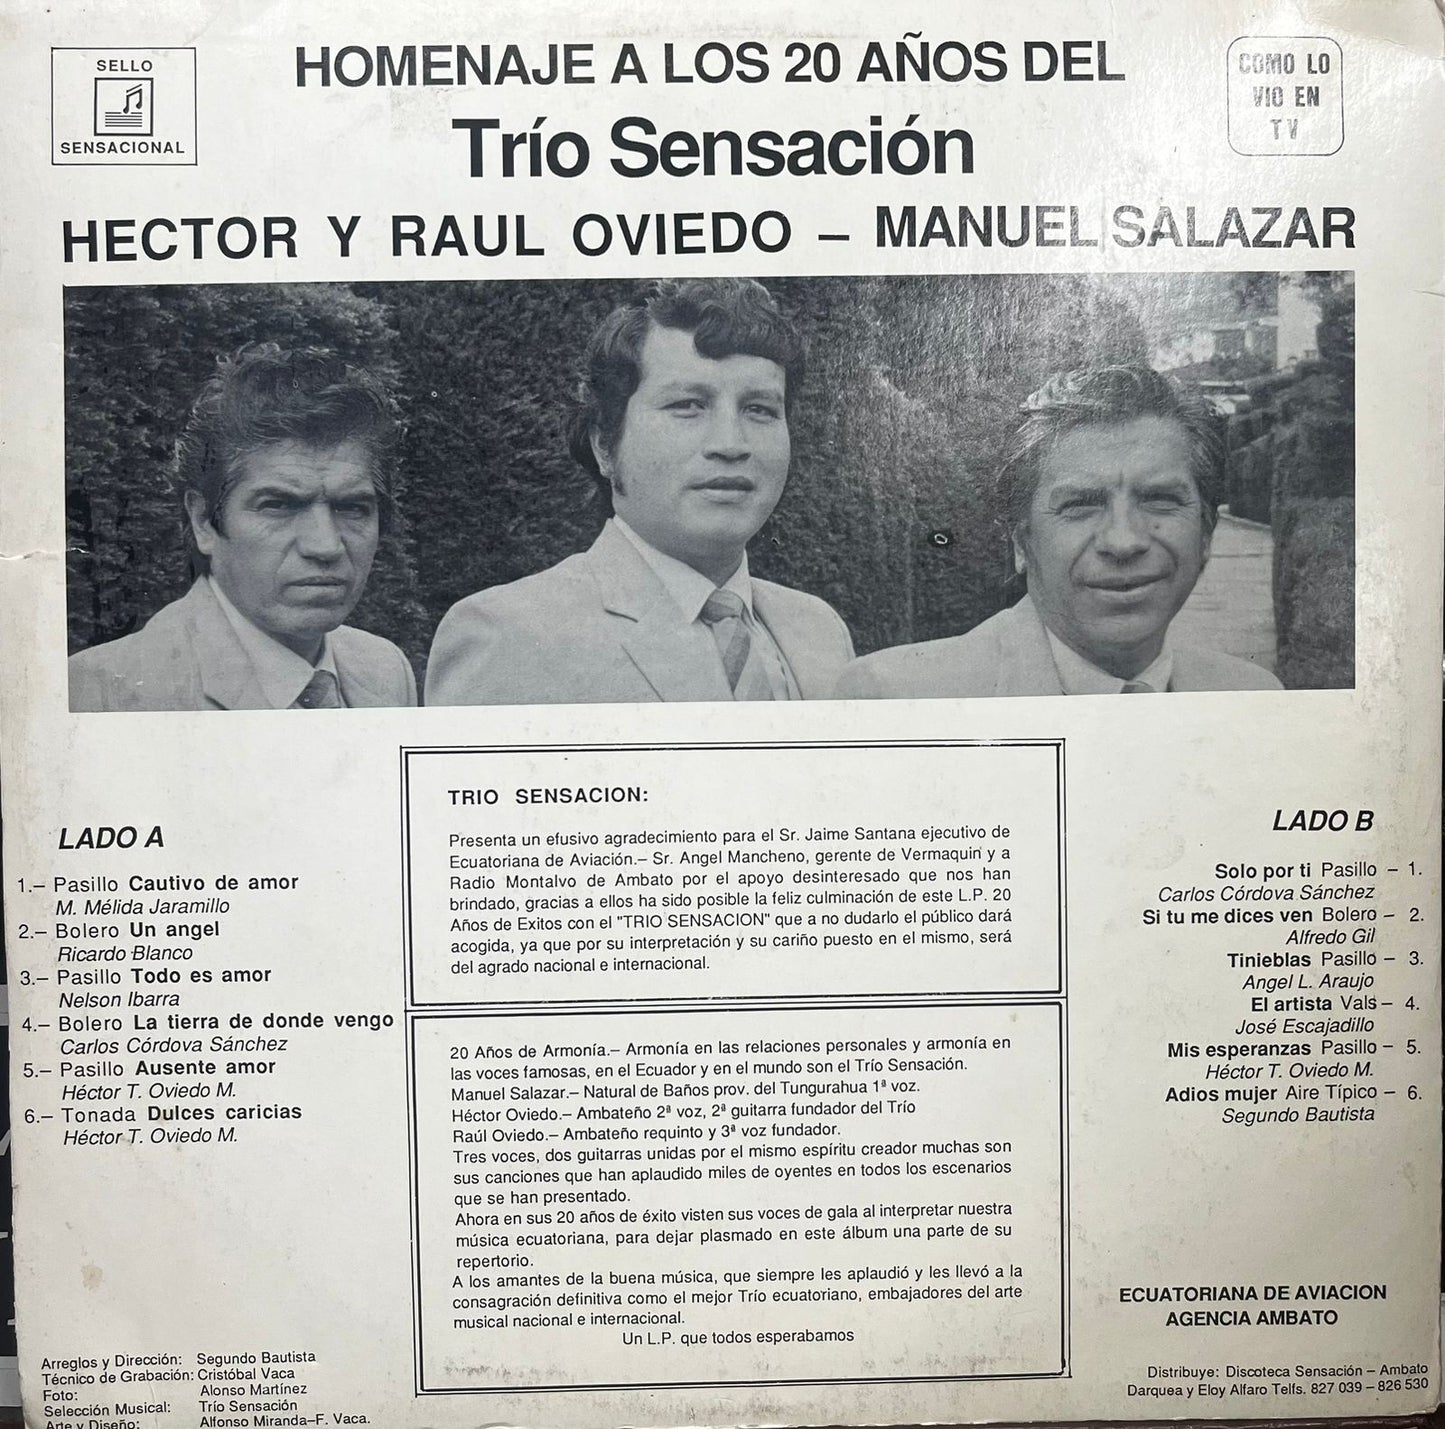 SELLO
SENSACIONAL
HOMENAJE A LOS 20 AÑOS DEL
Trío Sensación
COMO LO
VIO EN
TV
HECTOR Y RAUL OVIEDO – MANUEL SALAZAR
LADO A
1.– Pasillo Cautivo de amor
M. Mélida Jaramillo
2.– Bolero Un angel
Ricardo Blanco
3.– Pasillo Todo es amor
Nelson Ibarra
4.– Bolero La tierra de donde vengo
Carlos Córdova Sánchez
5.– Pasillo Ausente amor
Héctor T. Oviedo M.
6.– Tonada Dulces caricias
Héctor T. Oviedo M.
TRIO SENSACION:
Presenta un efusivo agradecimiento para el Sr. Jaime Santana ejecutivo de
Ecuatoriana de Aviación.– Sr. Angel Mancheno, gerente de Vermaquin y a
Radio Montalvo de Ambato por el apoyo desinteresado que nos han
brindado, gracias a ellos ha sido posible la feliz culminación de este L.P. 20
Años de Exitos con el "TRIO SENSACION" que a no dudarlo el público dará
acogida, ya que por su interpretación y su cariño puesto en el mismo, será
del agrado nacional e internacional.
20 Años de Armonía.– Armonía en las relaciones personales y armonía en
las voces famosas, en el Ecuador y en el mundo son el Trío Sensación.
Manuel Salazar.– Natural de Baños prov. del Tungurahua 1ª voz.
Héctor Oviedo.– Ambateño 2ª voz, 2ª guitarra fundador del Trío
Raúl Oviedo.– Ambateño requinto y 3ª voz fundador.
Tres voces, dos guitarras unidas por el mismo espíritu creador muchas son
sus canciones que han aplaudido miles de oyentes en todos los escenarios
que se han presentado.
Ahora en sus 20 años de éxito visten sus voces de gala al interpretar nuestra
música ecuatoriana, para dejar plasmado en este álbum una parte de su
repertorio.
A los amantes de la buena música, que siempre les aplaudió y les llevó a la
consagración definitiva como el mejor Trío ecuatoriano, embajadores del arte
musical nacional e internacional.
Un L.P. que todos esperabamos
LADO B
Solo por ti Pasillo – 1.
Carlos Córdova Sánchez
Si tu me dices ven Bolero – 2.
Alfredo Gil
Tinieblas Pasillo – 3.
Angel L. Araujo
El artista Vals – 4.
José Escajadillo
Mis esperanzas Pasillo – 5.
Héctor T. Oviedo M.
Adios mujer Aire Típico – 6.
Segundo Bautista
ECUATORIANA DE AVIACION
AGENCIA AMBATO
Arreglos y Dirección: Segundo Bautista
Técnico de Grabación: Cristóbal Vaca
Foto: Alonso Martínez
Selección Musical: Trío Sensación
Arte y Diseño: Alfonso Miranda–F. Vaca.
Distribuye: Discoteca Sensación – Ambato
Darquea y Eloy Alfaro Telfs. 827 039 – 826 530